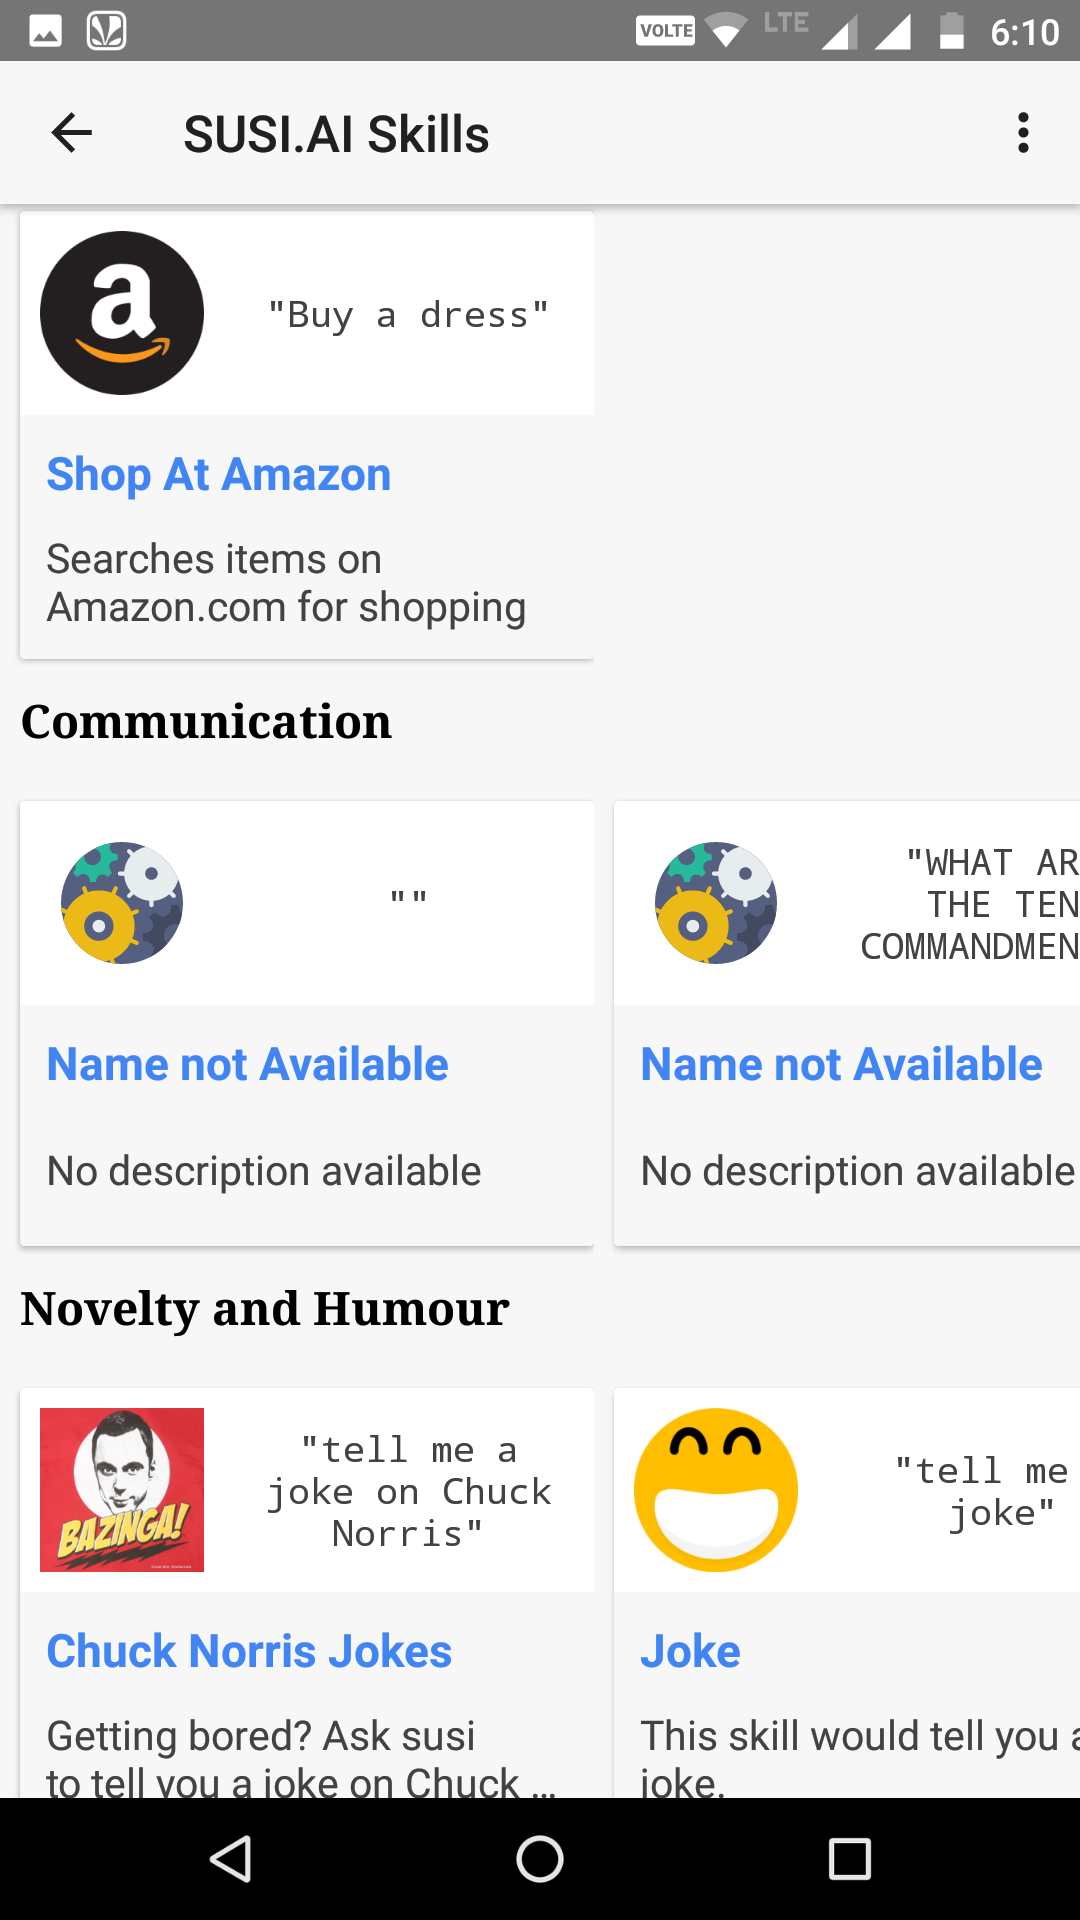 VOLTE LTE 6:10
SUSI.AI Skills
a
"Buy a dress"
Shop At Amazon
Searches items on
Amazon.com for shopping
Communication
""
Name not Available
No description available
"WHAT AR
THE TEN
COMMANDMEN
Name not Available
No description available
Novelty and Humour
BAZINGA!
"tell me a
joke on Chuck
Norris"
Chuck Norris Jokes
Getting bored? Ask susi
to tell you a joke on Chuck ...
"tell me
joke"
Joke
This skill would tell you a
joke.